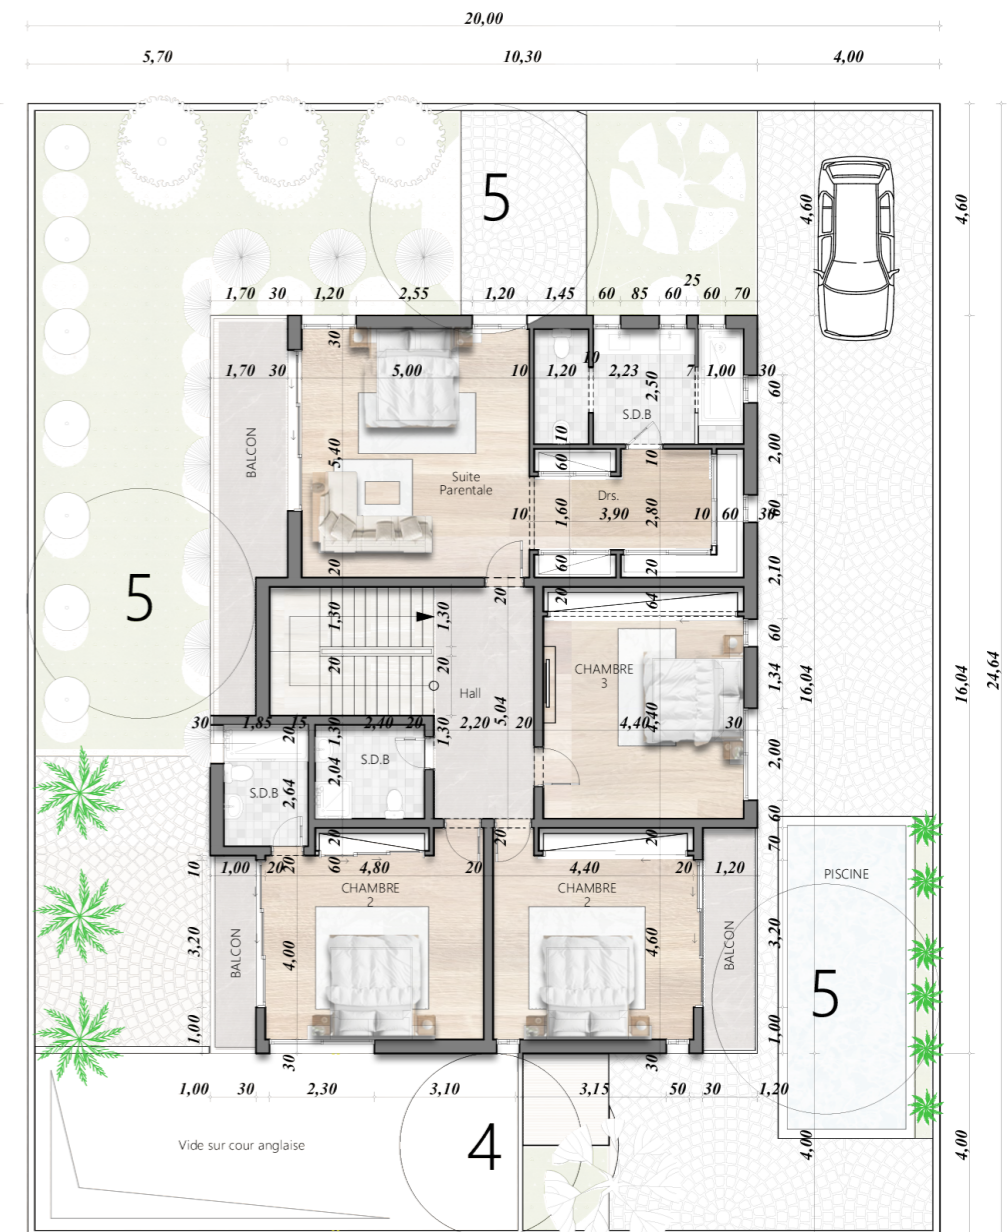 20,00
5,70 10,30 4,00
5
4,60 4,60
25
1,70 30 1,20 2,55 1,20 1,45 60 85 60 60 70
30
10
1,70 30 5,00 10 1,20 2,23 7 1,00 30
2,50
60
S.D.B
BALCON
5,40
10
10
2,00
60
Suite
Parentale
Drs.
10 1,60 3,90 2,80 10 60 30
60
20
60
20
2,10
5
20
20
64
1,30
1,30
60
20
20
CHAMBRE
3
1,34
16,04
16,04
24,64
Hall
5,04
30 1,85 15 2,40 20 2,20 20 4,40 30
4,40
20
1,30
1,30
2,00
S.D.B
S.D.B
2,04
2,64
60
20
20
20
70
10
1,00 20 60 4,80 20 4,40 20 1,20
20
PISCINE
CHAMBRE
2
CHAMBRE
2
3,20
BALCON
4,00
4,60
BALCON
3,20
5
1,00
1,00
30
30
1,00 30 2,30 3,10 3,15 50 30 1,20
Vide sur cour anglaise
4
4,00
4,00